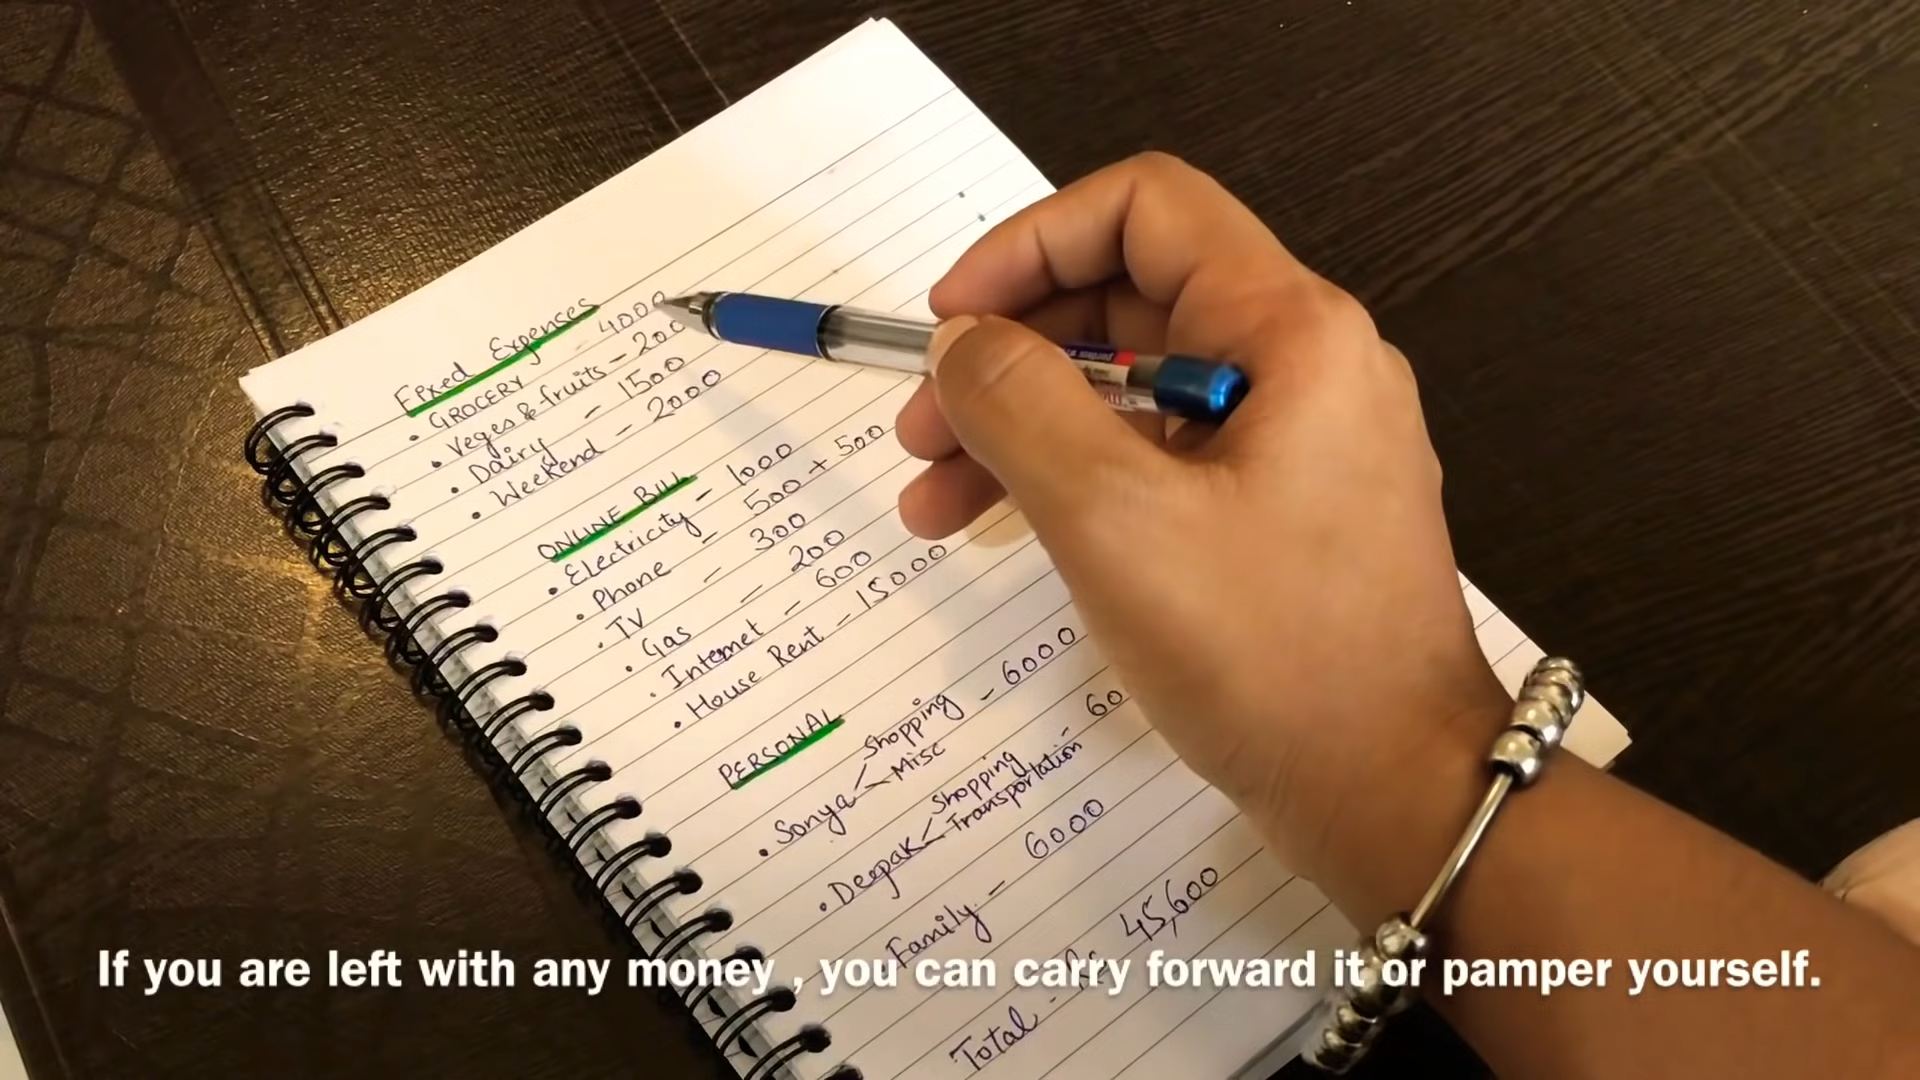 Fixed Expenses
• GROCERY - 4000
• Veges & fruits - 200
• Dairy - 1500
• Weekend - 2000
ONLINE BILL
• Electricity - 1000
• Phone - 500 + 500
• TV - 300
• Gas - 200
• Internet - 600
• House Rent - 15000
PERSONAL
• Sonya < Shopping - 6000
Misc
• Deepak < Shopping - 60
Transportation
Family - 6000
Total - Rs 45,600
If you are left with any money , you can carry forward it or pamper yourself.